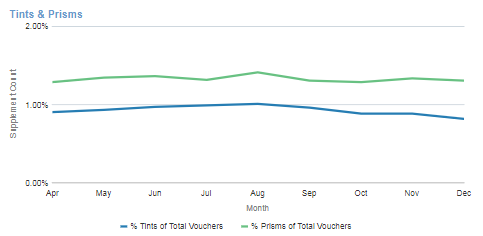 Tints & Prisms
2.00%
1.00%
0.00%
Supplement Count
Apr May Jun Jul Aug Sep Oct Nov Dec
Month
% Tints of Total Vouchers % Prisms of Total Vouchers